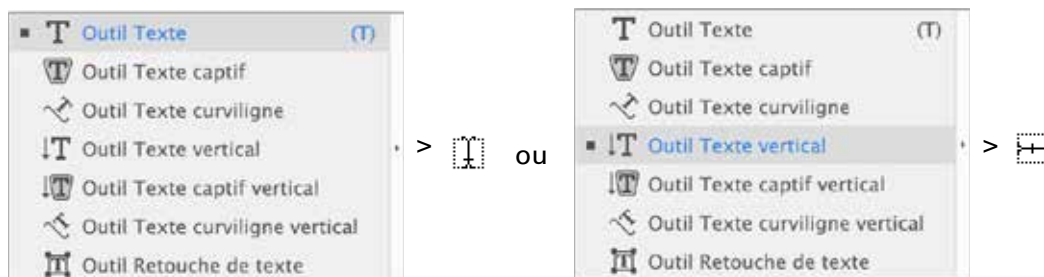 Outil Texte (T)
Outil Texte captif
Outil Texte curviligne
Outil Texte vertical
Outil Texte captif vertical
Outil Texte curviligne vertical
Outil Retouche de texte
>
ou
Outil Texte (T)
Outil Texte captif
Outil Texte curviligne
Outil Texte vertical
Outil Texte captif vertical
Outil Texte curviligne vertical
Outil Retouche de texte
>